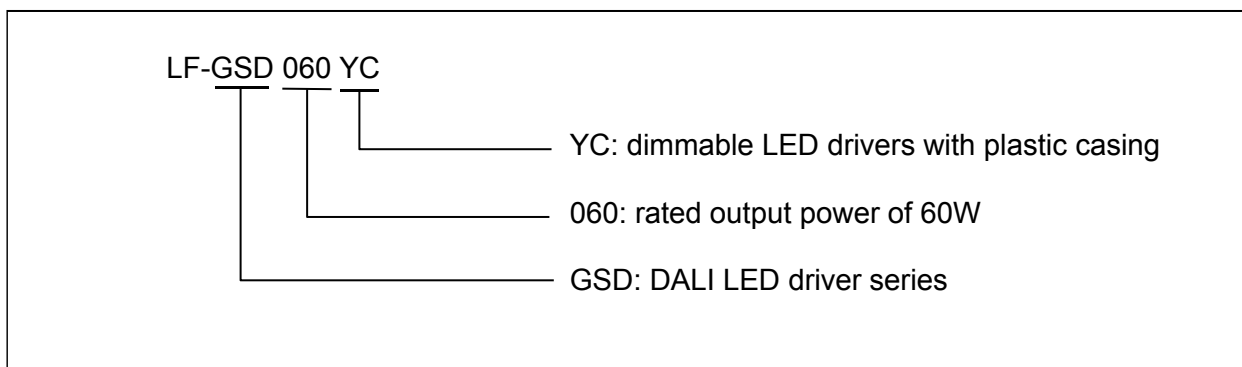 LF-GSD 060 YC
YC: dimmable LED drivers with plastic casing
060: rated output power of 60W
GSD: DALI LED driver series